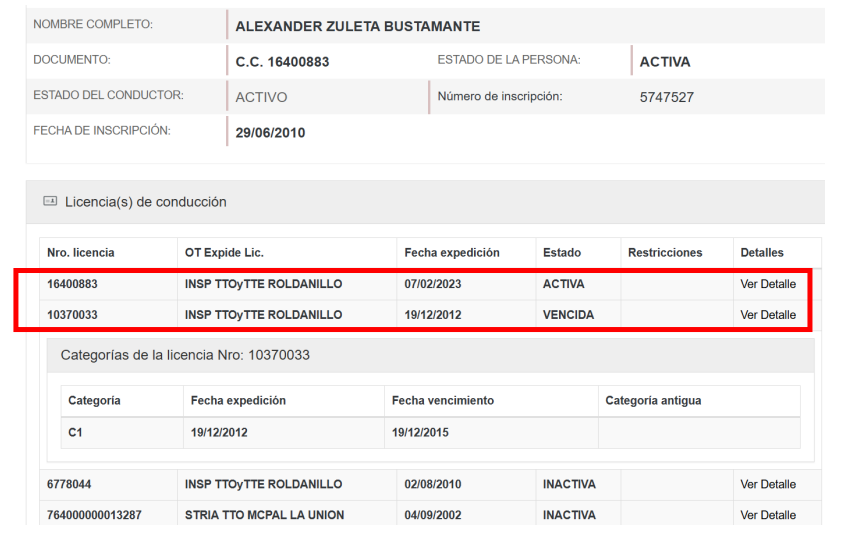 NOMBRE COMPLETO: ALEXANDER ZULETA BUSTAMANTE
DOCUMENTO: C.C. 16400883 ESTADO DE LA PERSONA: ACTIVA
ESTADO DEL CONDUCTOR: ACTIVO Número de inscripción: 5747527
FECHA DE INSCRIPCIÓN: 29/06/2010
Licencia(s) de conducción
Nro. licencia OT Expide Lic. Fecha expedición Estado Restricciones Detalles
16400883 INSP TTOyTTE ROLDANILLO 07/02/2023 ACTIVA Ver Detalle
10370033 INSP TTOyTTE ROLDANILLO 19/12/2012 VENCIDA Ver Detalle
Categorías de la licencia Nro: 10370033
Categoría Fecha expedición Fecha vencimiento Categoría antigua
C1 19/12/2012 19/12/2015
6778044 INSP TTOyTTE ROLDANILLO 02/08/2010 INACTIVA Ver Detalle
764000000013287 STRIA TTO MCPAL LA UNION 04/09/2002 INACTIVA Ver Detalle